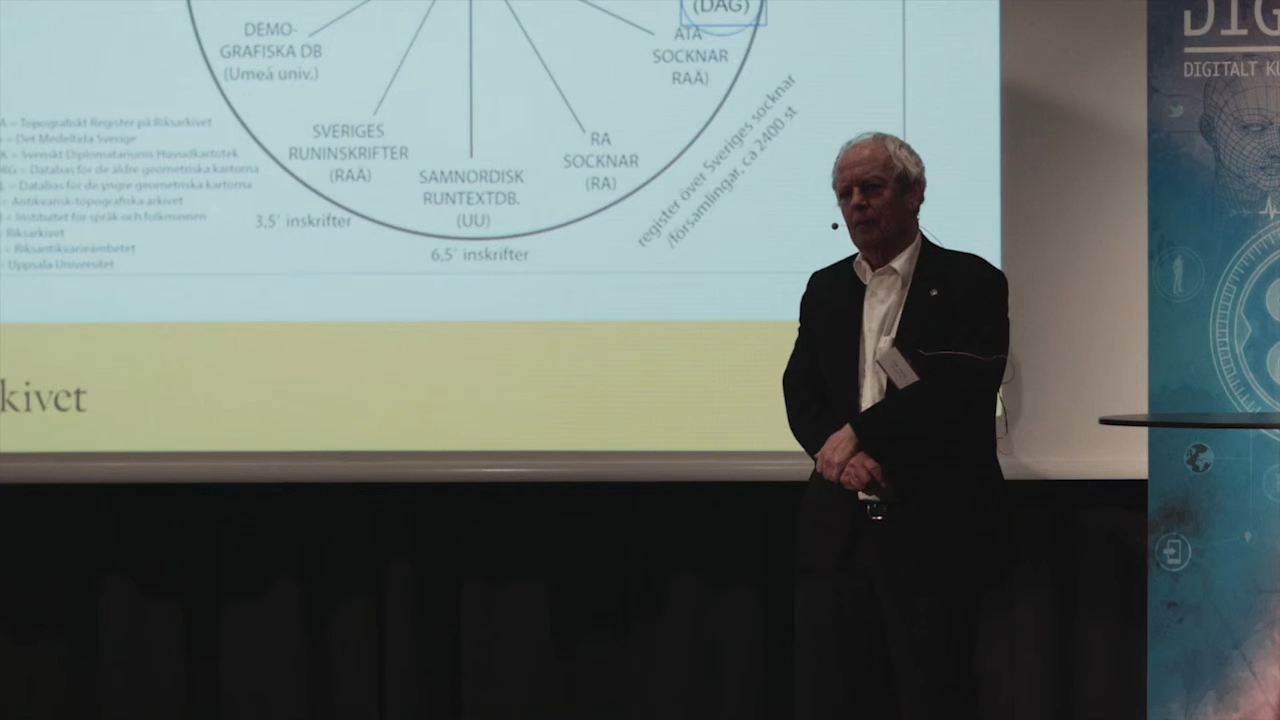 (DAG)
DEMO-
GRAFISKA DB
(Umeå univ.)
ATA
SOCKNAR
RAÄ)
SVERIGES
RUNINSKRIFTER
(RAÄ)
SAMNORDISK
RUNTEXTDB.
(UU)
RA
SOCKNAR
(RA)
3,5´ inskrifter
6,5´ inskrifter
register över Sveriges socknar
/församlingar, ca 2400 st
A = Topografiskt Register på Riksarkivet
= Det Medeltida Sverige
K = Svenskt Diplomatariums Huvudkartotek
RG = Databas för de äldre geometriska kartorna
= Databas för de yngre geometriska kartorna
= Antikvarisk-topografiska arkivet
= Institutet för språk och folkminnen
= Riksarkivet
= Riksantikvarieämbetet
= Uppsala Universitet
kivet
DIG
DIGITALT KU